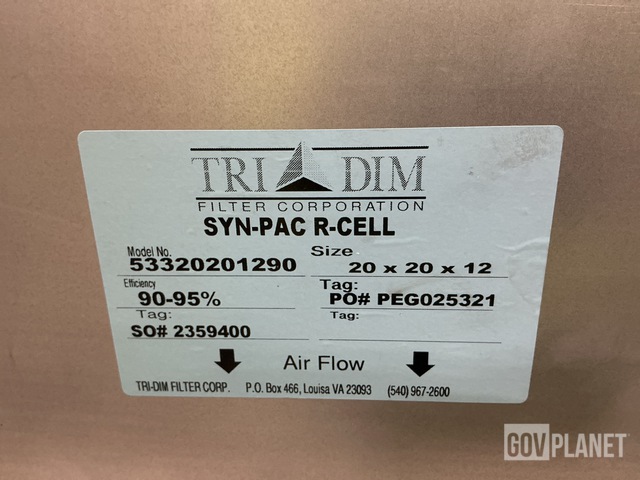 TRI DIM
FILTER CORPORATION
SYN-PAC R-CELL
Model No. 53320201290
Size 20 x 20 x 12
Efficiency 90-95%
Tag: PO# PEG025321
Tag: SO# 2359400
Tag:
Air Flow
TRI-DIM FILTER CORP. P.O. Box 466, Louisa VA 23093 (540) 967-2600
GOVPLANET